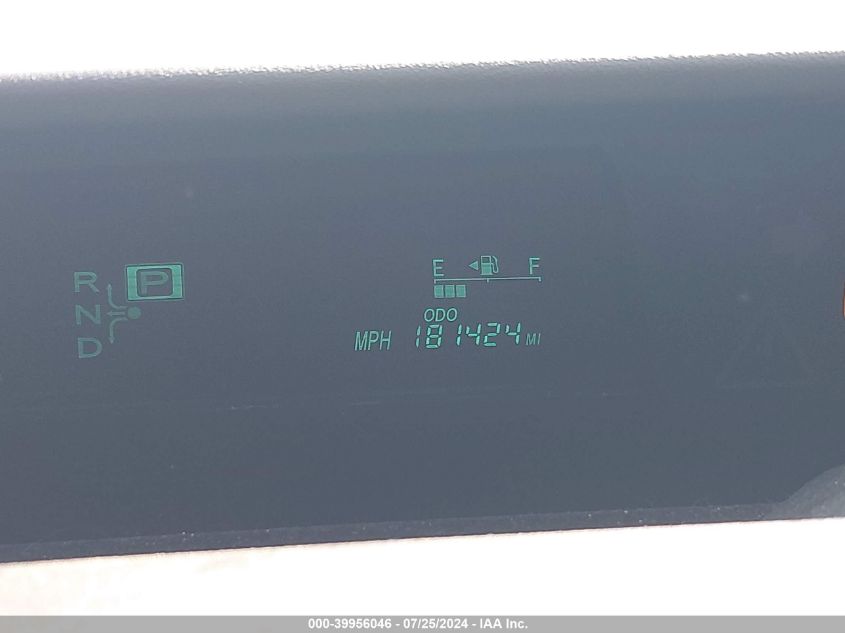 R P
N
D
E F
ODO
MPH 181424 MI
000-39956046 - 07/25/2024 - IAA Inc.